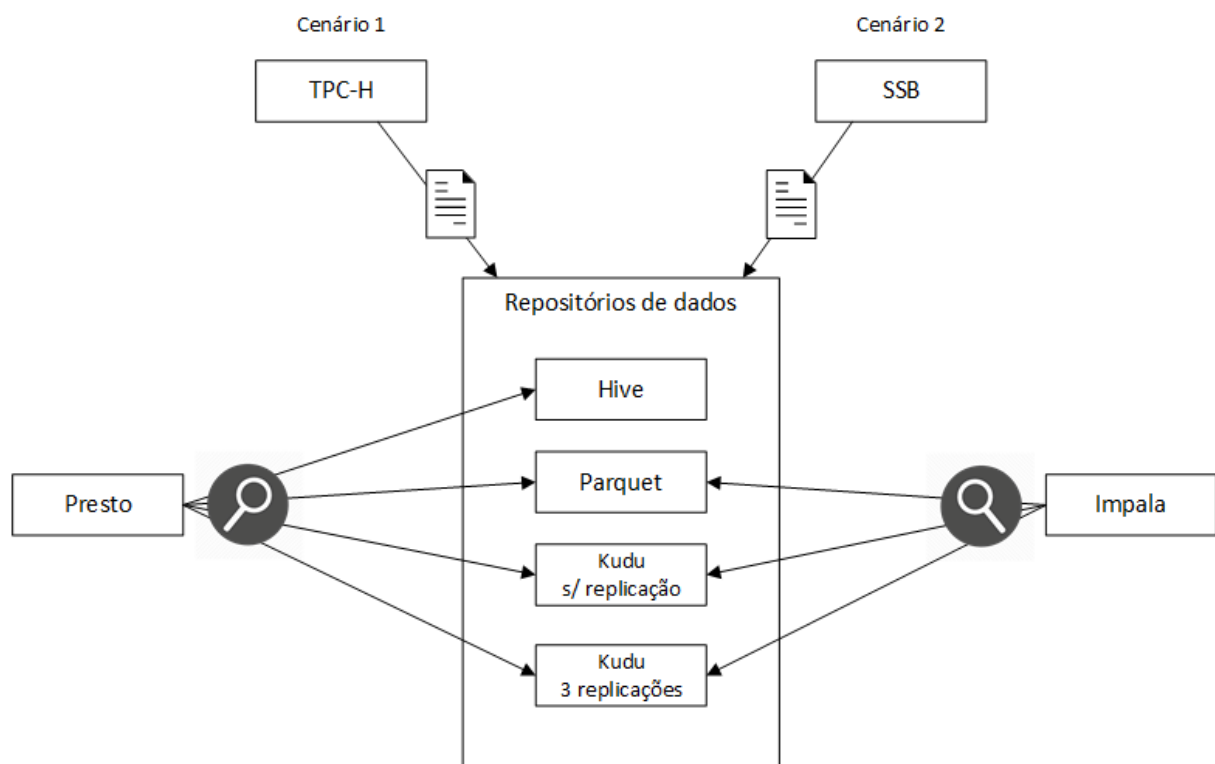 Cenário 1
Cenário 2
TPC-H
SSB
Repositórios de dados
Hive
Parquet
Presto
Impala
Kudu
s/ replicação
Kudu
3 replicações